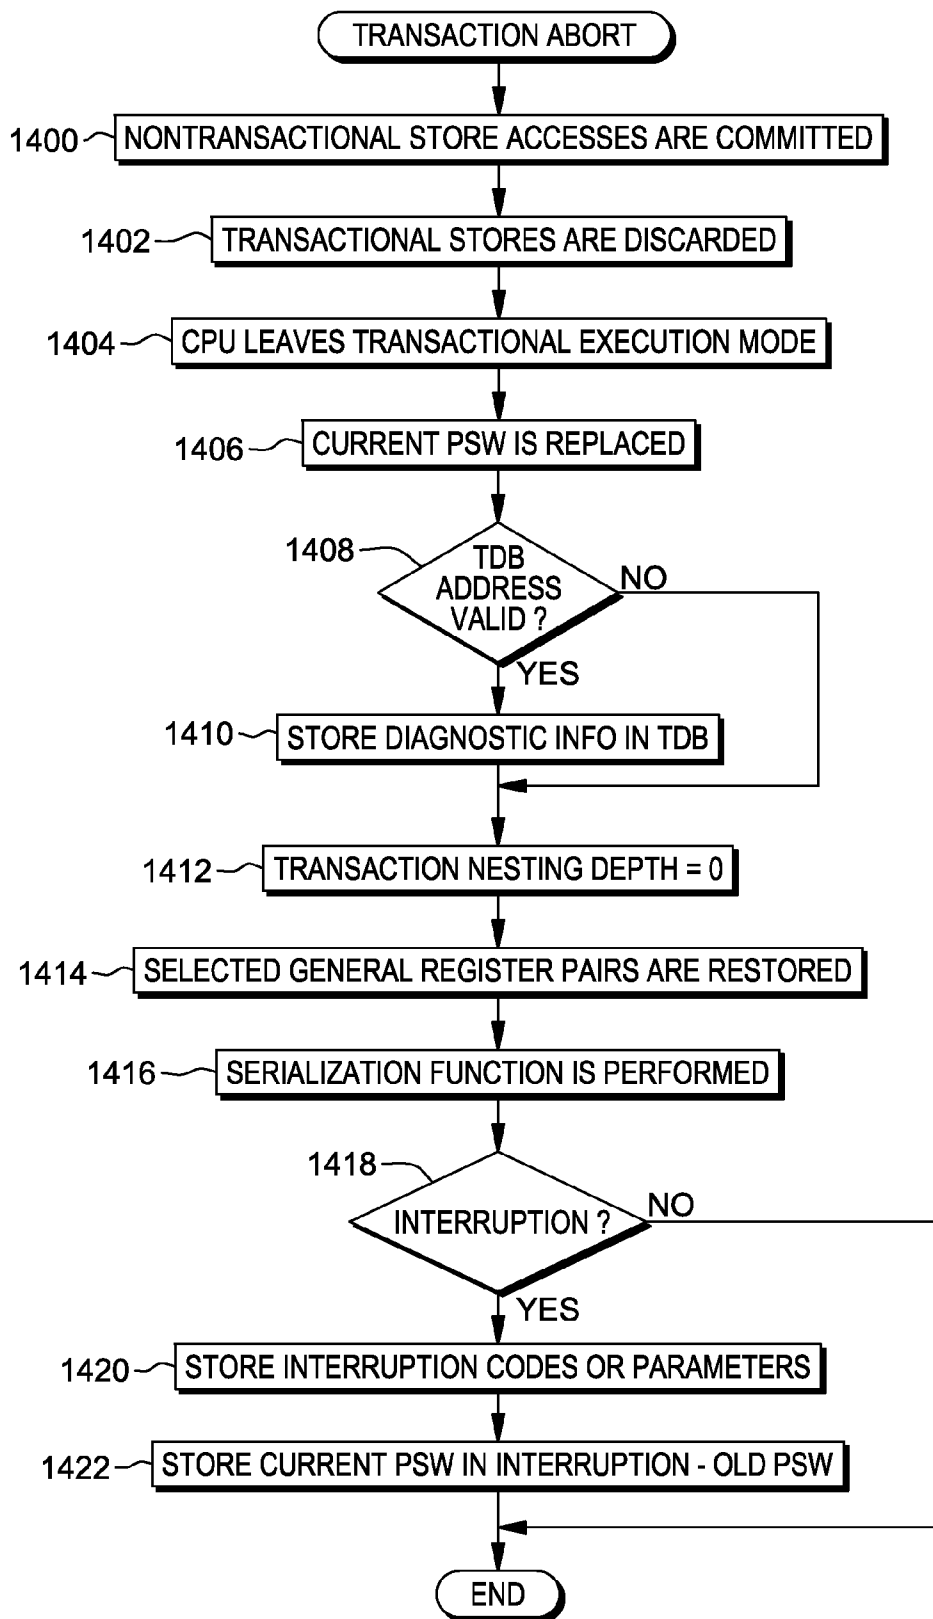 TRANSACTION ABORT
1400 NONTRANSACTIONAL STORE ACCESSES ARE COMMITTED
1402 TRANSACTIONAL STORES ARE DISCARDED
1404 CPU LEAVES TRANSACTIONAL EXECUTION MODE
1406 CURRENT PSW IS REPLACED
1408
TDB
ADDRESS
VALID ?
NO
YES
1410 STORE DIAGNOSTIC INFO IN TDB
1412 TRANSACTION NESTING DEPTH = 0
1414 SELECTED GENERAL REGISTER PAIRS ARE RESTORED
1416 SERIALIZATION FUNCTION IS PERFORMED
1418
INTERRUPTION ?
NO
YES
1420 STORE INTERRUPTION CODES OR PARAMETERS
1422 STORE CURRENT PSW IN INTERRUPTION - OLD PSW
END